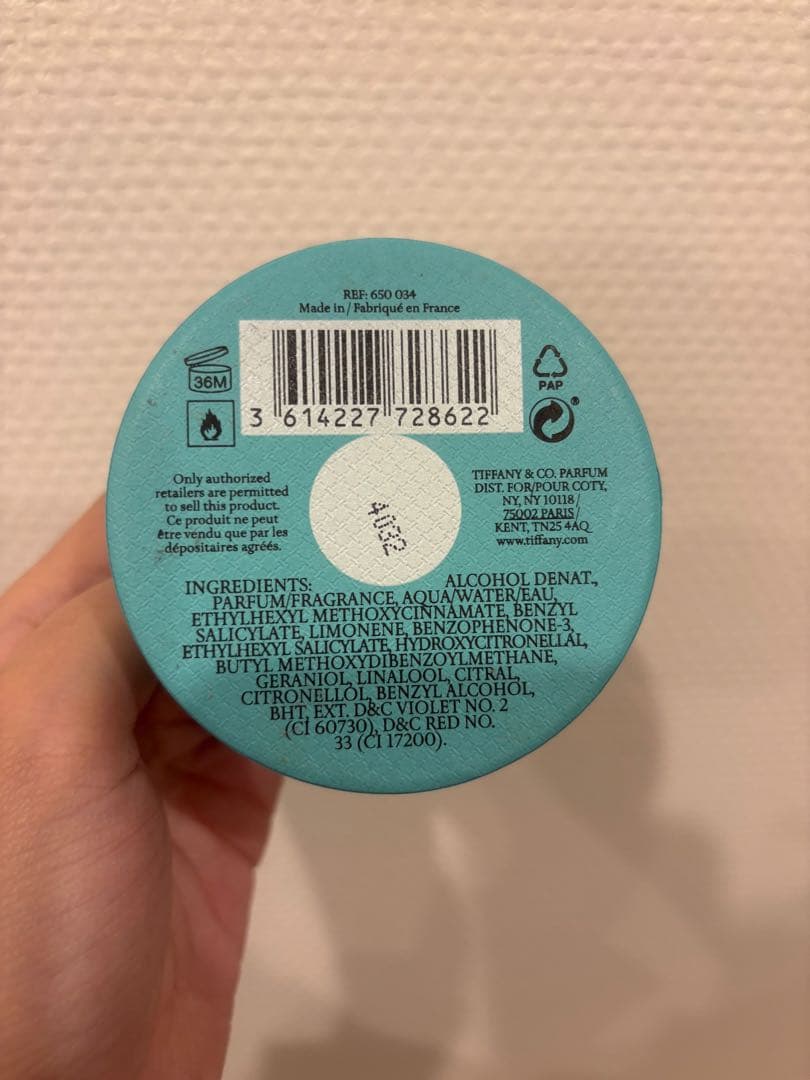 REF: 650 034
Made in / Fabriqué en France
36M
3 614227 728622
PAP
Only authorized
retailers are permitted
to sell this product.
Ce produit ne peut
être vendu que par les
dépositaires agréés.
4032
TIFFANY & CO. PARFUM
DIST. FOR/POUR COTY,
NY, NY 10118/
75002 PARIS/
KENT, TN25 4AQ
www.tiffany.com
INGREDIENTS: ALCOHOL DENAT.,
PARFUM/FRAGRANCE, AQUA/WATER/EAU,
ETHYLHEXYL METHOXYCINNAMATE, BENZYL
SALICYLATE, LIMONENE, BENZOPHENONE-3,
ETHYLHEXYL SALICYLATE, HYDROXYCITRONELLAL,
BUTYL METHOXYDIBENZOYLMETHANE,
GERANIOL, LINALOOL, CITRAL,
CITRONELLOL, BENZYL ALCOHOL,
BHT, EXT. D&C VIOLET NO. 2
(CI 60730), D&C RED NO.
33 (CI 17200).